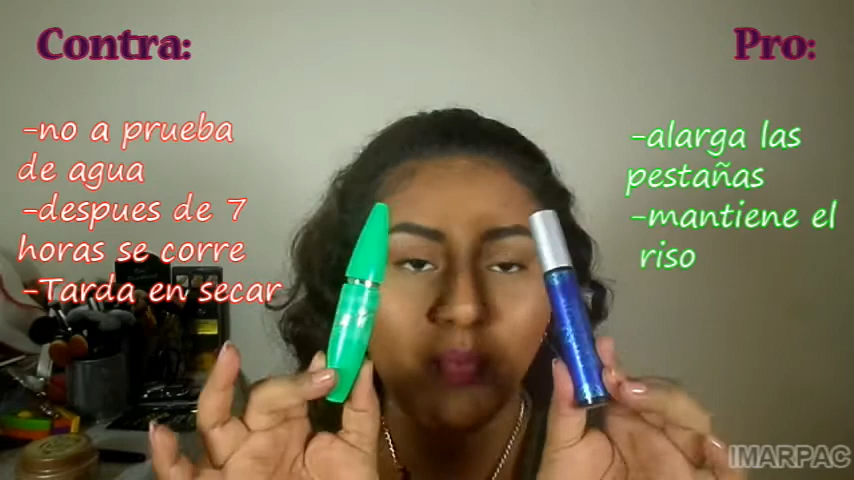 Contra:
-no a prueba
de agua
-despues de 7
horas se corre
-Tarda en secar
Pro:
-alarga las
pestañas
-mantiene el
riso
IMARPAC